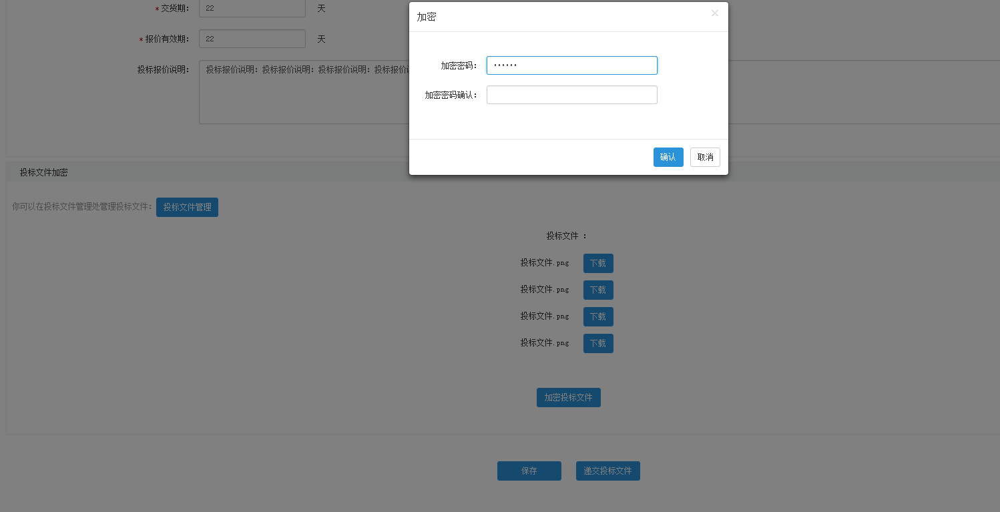 *交货期： 22 天
*报价有效期： 22 天
投标报价说明： 投标报价说明：投标报价说明：投标报价说明：投标报价
加密
×
加密密码： ······
加密密码确认：
确认 取消
投标文件加密
你可以在投标文件管理处管理投标文件： 投标文件管理
投标文件 ：
投标文件.png 下载
投标文件.png 下载
投标文件.png 下载
投标文件.png 下载
加密投标文件
保存 递交投标文件